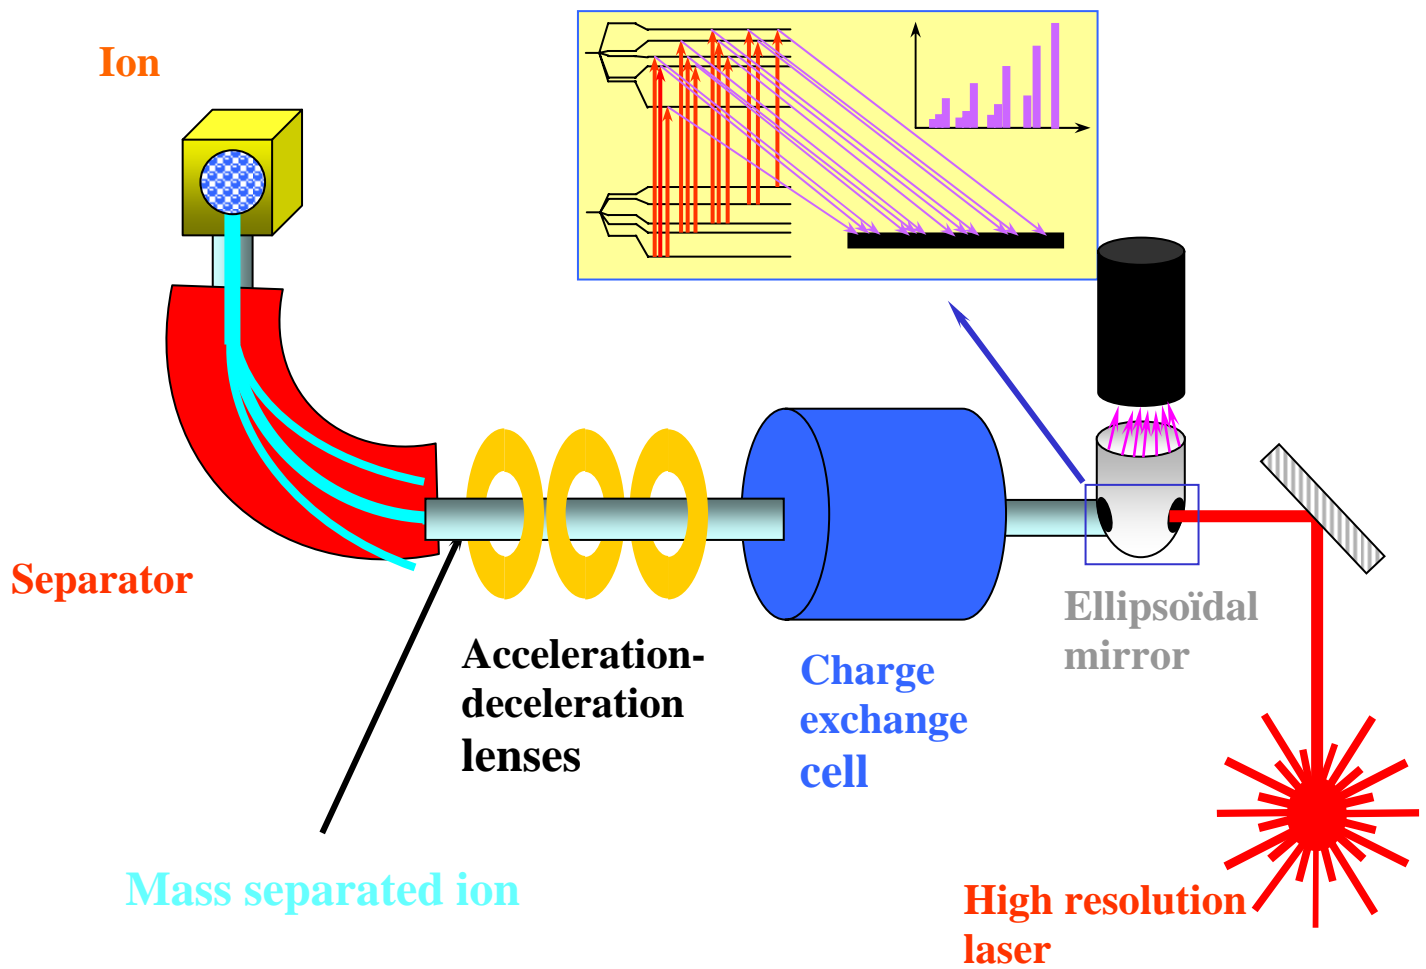 Ion
Separator
Acceleration-
deceleration
lenses
Charge
exchange
cell
Ellipsoïdal
mirror
Mass separated ion
High resolution
laser